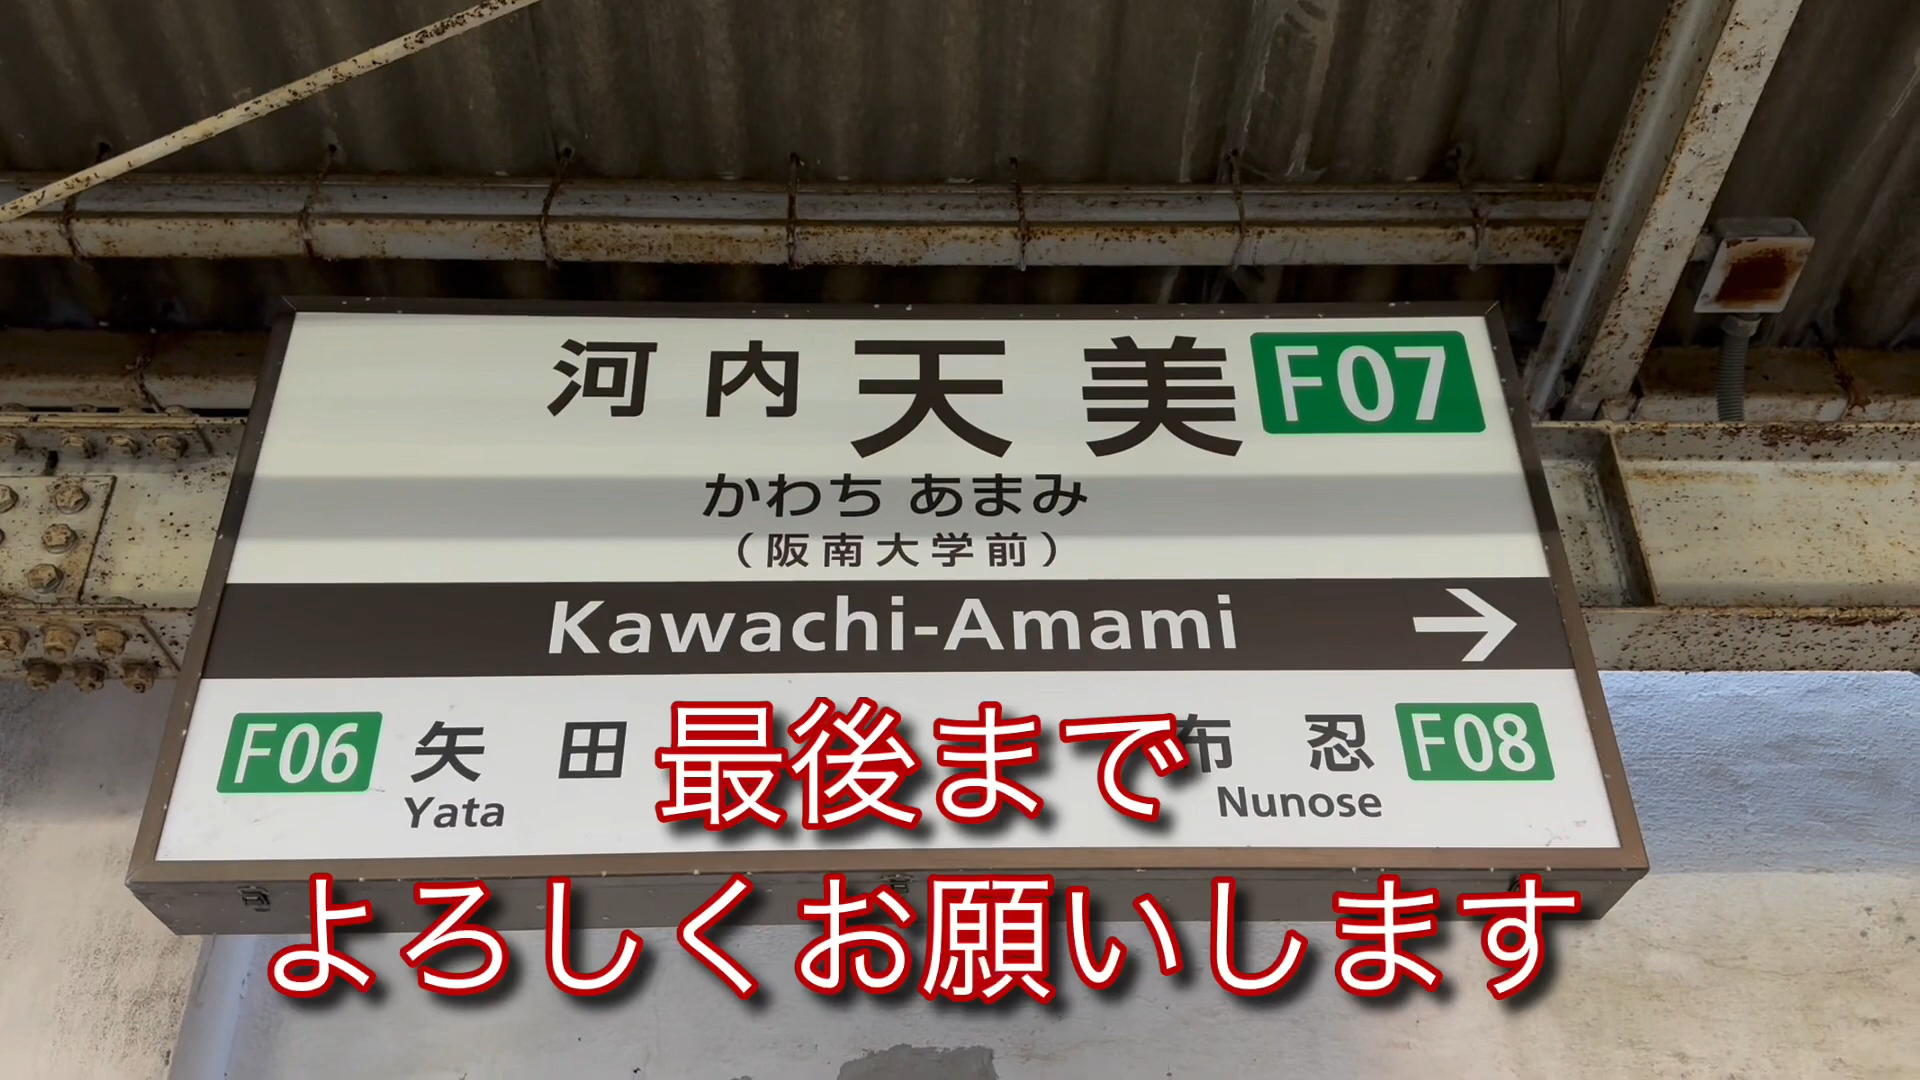 河内天美 F07
かわち あまみ
（阪南大学前）
Kawachi-Amami →
F06 矢田 布忍 F08
Yata Nunose
最後まで
よろしくお願いします